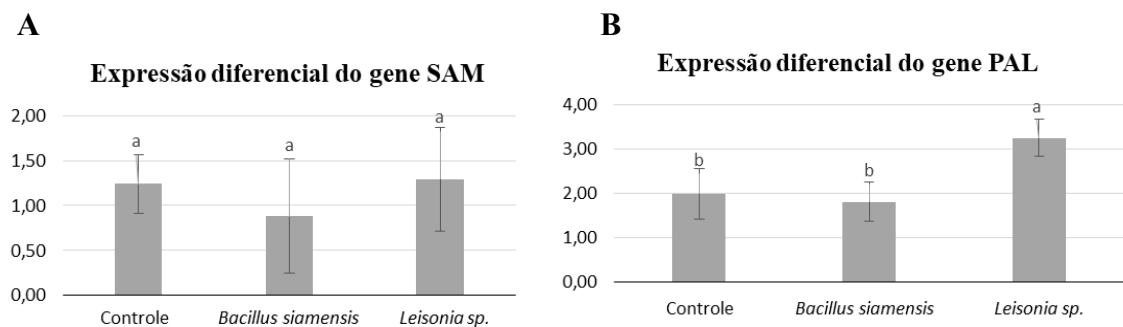 A
Expressão diferencial do gene SAM
2,00
1,50
1,00
0,50
0,00
a
a
a
Controle
Bacillus siamensis
Leisonia sp.
B
Expressão diferencial do gene PAL
4,00
3,00
2,00
1,00
0,00
b
b
a
Controle
Bacillus siamensis
Leisonia sp.